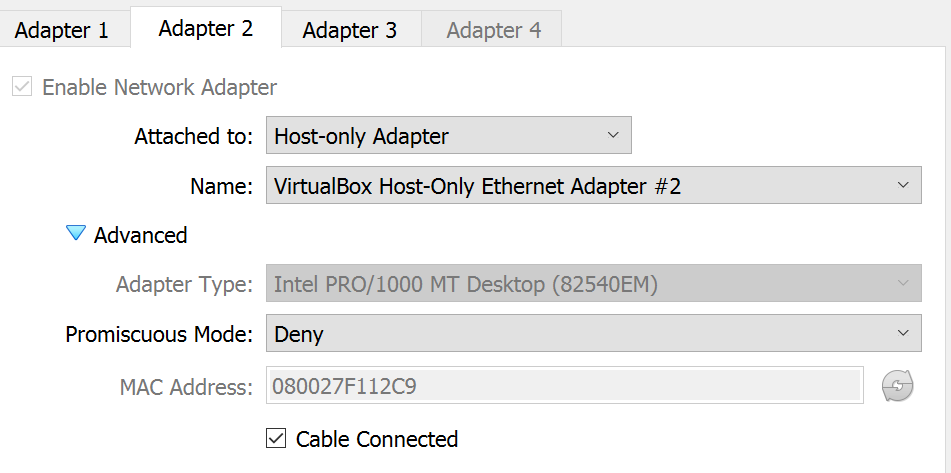 Adapter 1 Adapter 2 Adapter 3 Adapter 4
Enable Network Adapter
Attached to: Host-only Adapter
Name: VirtualBox Host-Only Ethernet Adapter #2
Advanced
Adapter Type: Intel PRO/1000 MT Desktop (82540EM)
Promiscuous Mode: Deny
MAC Address: 080027F112C9
Cable Connected